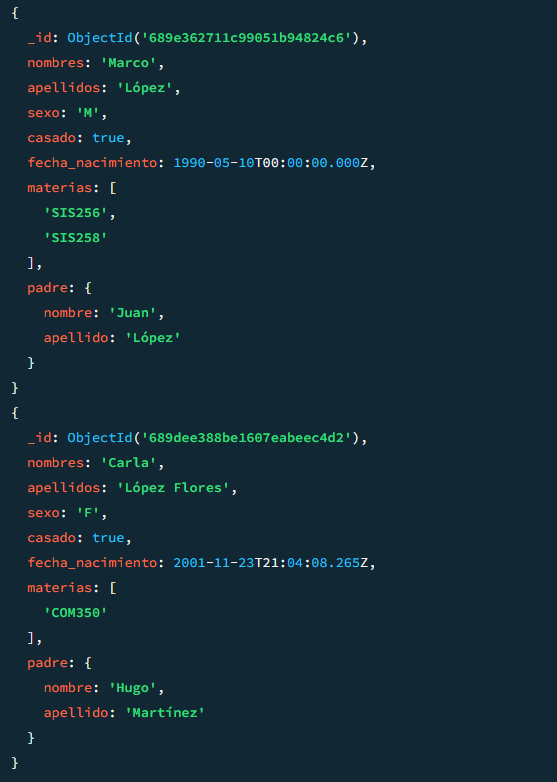 {
  _id: ObjectId('689e362711c99051b94824c6'),
  nombres: 'Marco',
  apellidos: 'López',
  sexo: 'M',
  casado: true,
  fecha_nacimiento: 1990-05-10T00:00:00.000Z,
  materias: [
    'SIS256',
    'SIS258'
  ],
  padre: {
    nombre: 'Juan',
    apellido: 'López'
  }
}
{
  _id: ObjectId('689dee388be1607eabeec4d2'),
  nombres: 'Carla',
  apellidos: 'López Flores',
  sexo: 'F',
  casado: true,
  fecha_nacimiento: 2001-11-23T21:04:08.265Z,
  materias: [
    'COM350'
  ],
  padre: {
    nombre: 'Hugo',
    apellido: 'Martínez'
  }
}